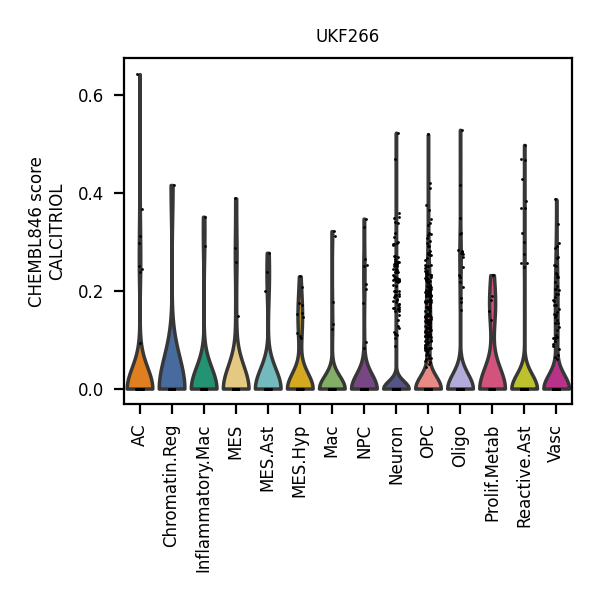 UKF266
CHEMBL846 score
CALCITRIOL
0.6
0.4
0.2
0.0
AC
Chromatin.Reg
Inflammatory.Mac
MES
MES.Ast
MES.Hyp
Mac
NPC
Neuron
OPC
Oligo
Prolif.Metab
Reactive.Ast
Vasc